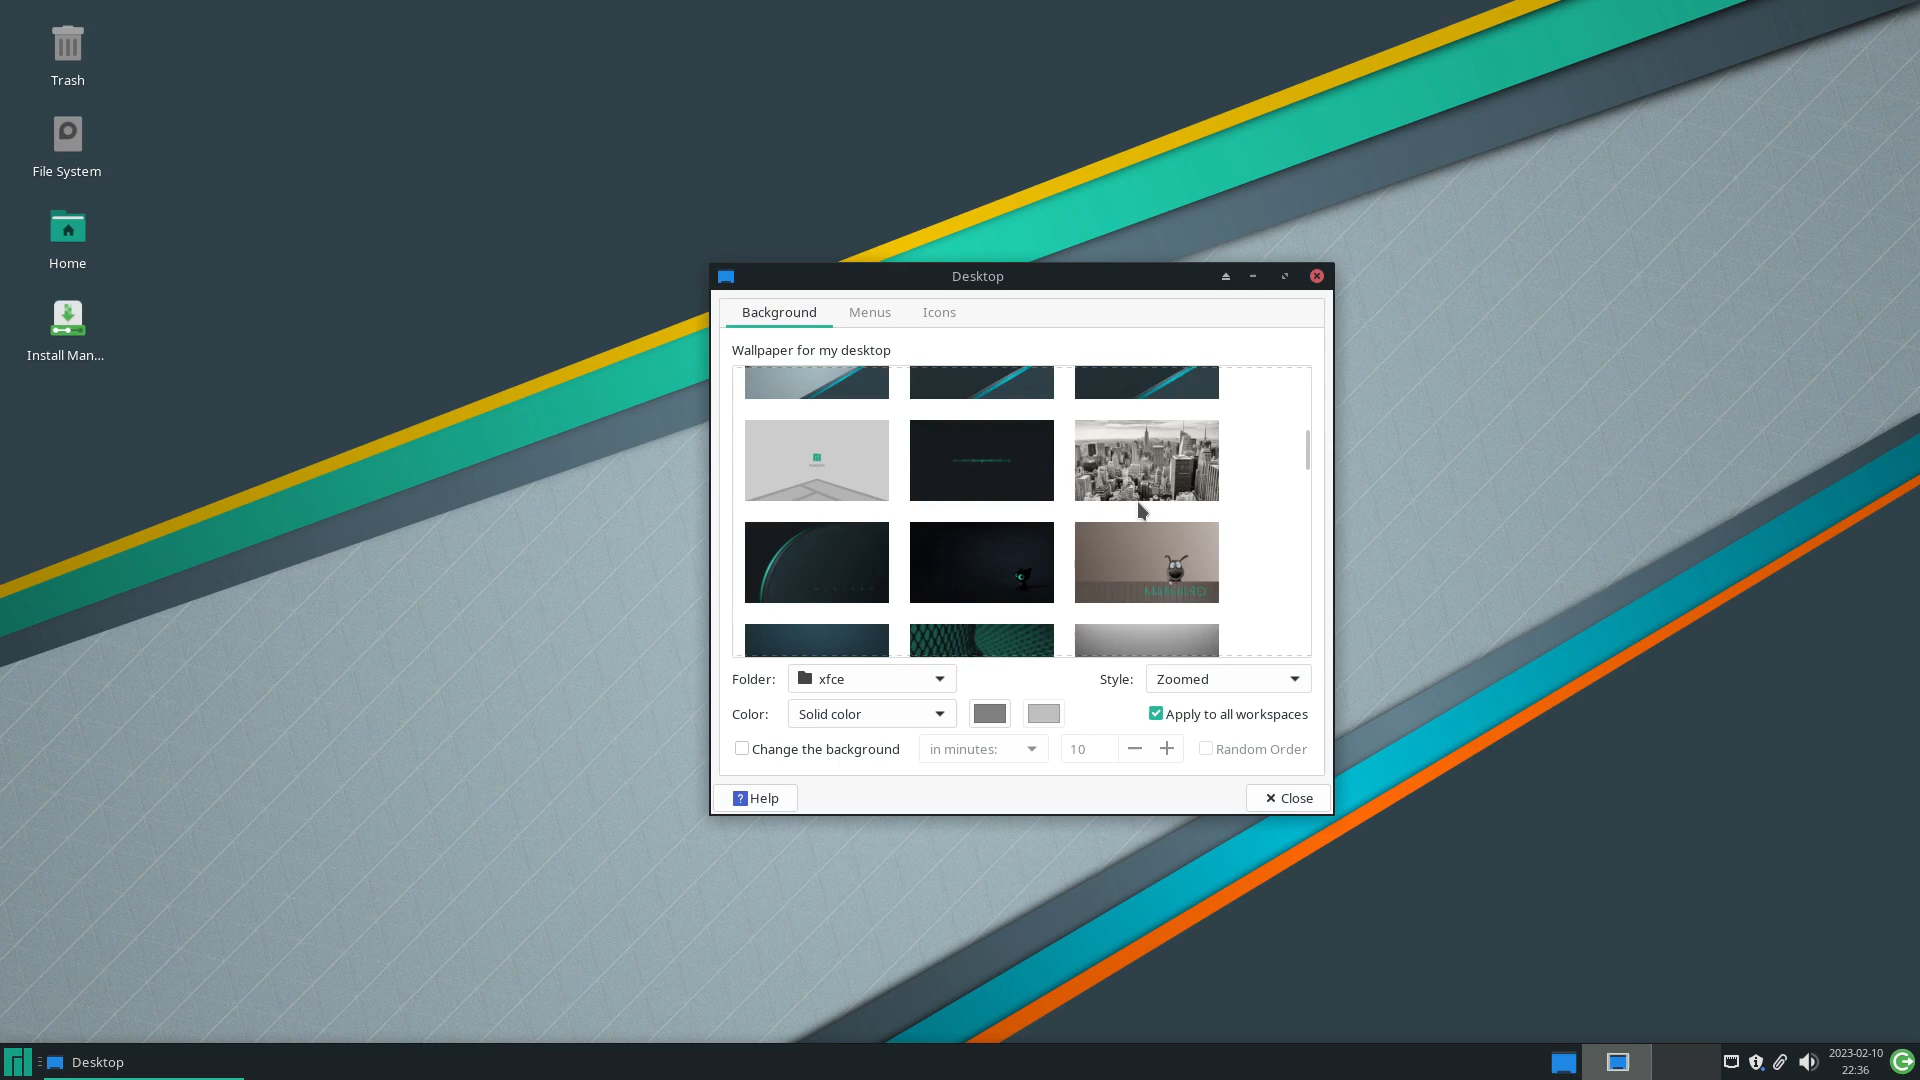 Trash
File System
Home
Install Man...
Desktop
Background
Menus
Icons
Wallpaper for my desktop
MANJARO
Folder:
xfce
Style:
Zoomed
Color:
Solid color
Apply to all workspaces
Change the background
in minutes:
10
Random Order
? Help
Close
Desktop
2023-02-10
22:36